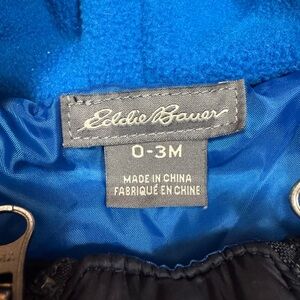 Eddie Bauer
0-3M
MADE IN CHINA
FABRIQUÉ EN CHINE